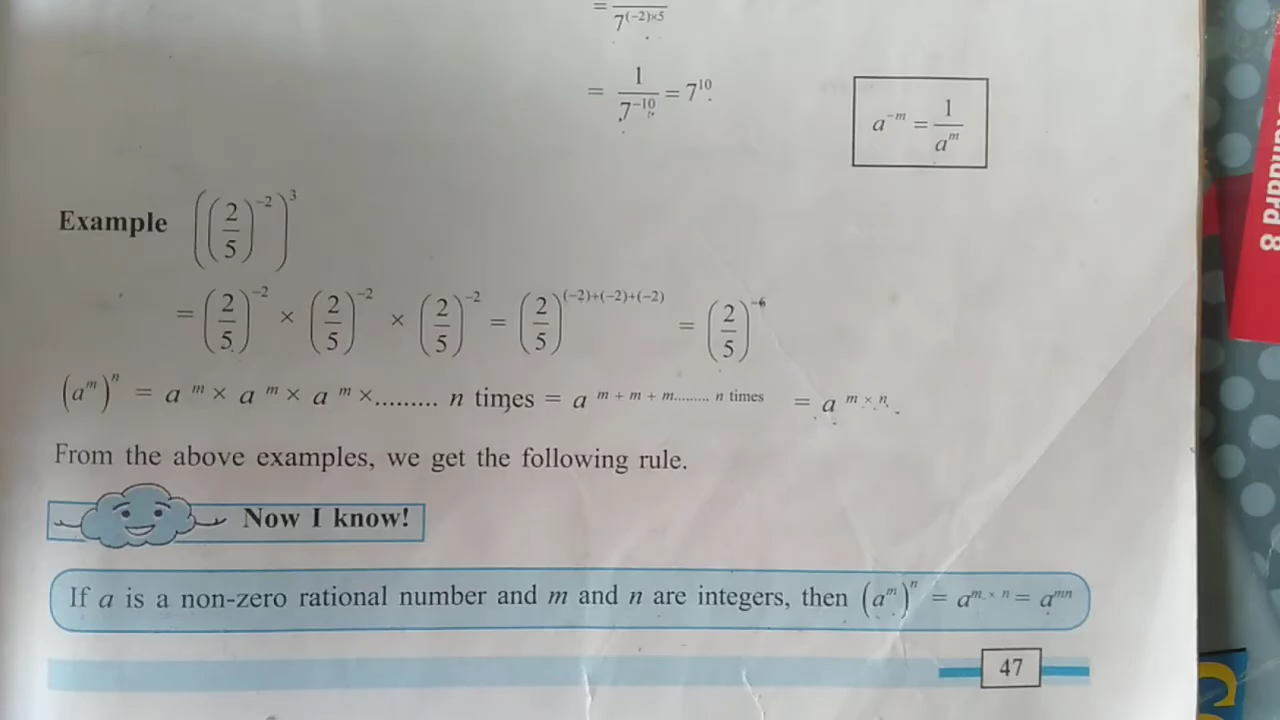 = 1/7^((−2)×5)
= 1/7^(−10) = 7^10
a^(−m) = 1/a^m
Example ((2/5)^(−2))^3
= (2/5)^(−2) × (2/5)^(−2) × (2/5)^(−2) = (2/5)^((−2)+(−2)+(−2)) = (2/5)^(−6)
(a^m)^n = a^m × a^m × a^m ×......... n times = a^(m + m + m......... n times) = a^(m × n)
From the above examples, we get the following rule.
Now I know!
If a is a non-zero rational number and m and n are integers, then (a^m)^n = a^(m × n) = a^(mn)
47
andard 8